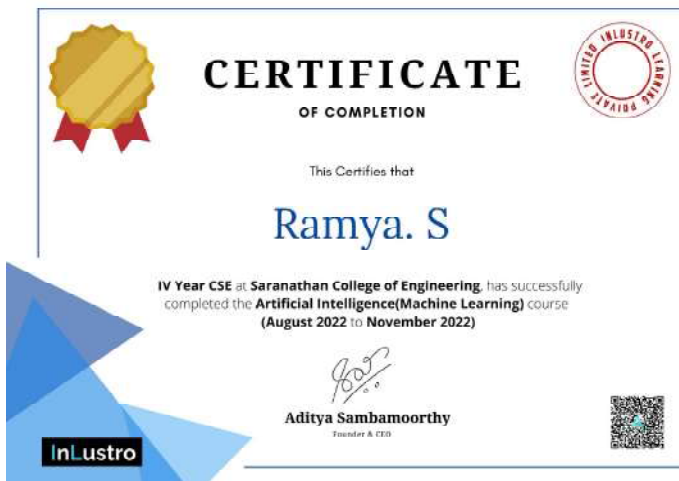 CERTIFICATE
OF COMPLETION
INLUSTRO LEARNING PRIVATE LIMITED
This Certifies that
Ramya. S
IV Year CSE at Saranathan College of Engineering, has successfully
completed the Artificial Intelligence(Machine Learning) course
(August 2022 to November 2022)
Aditya Sambamoorthy
Founder & CEO
InLustro